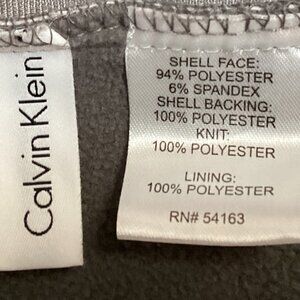 Calvin Klein
SHELL FACE:
94% POLYESTER
6% SPANDEX
SHELL BACKING:
100% POLYESTER
KNIT:
100% POLYESTER
LINING:
100% POLYESTER
RN# 54163